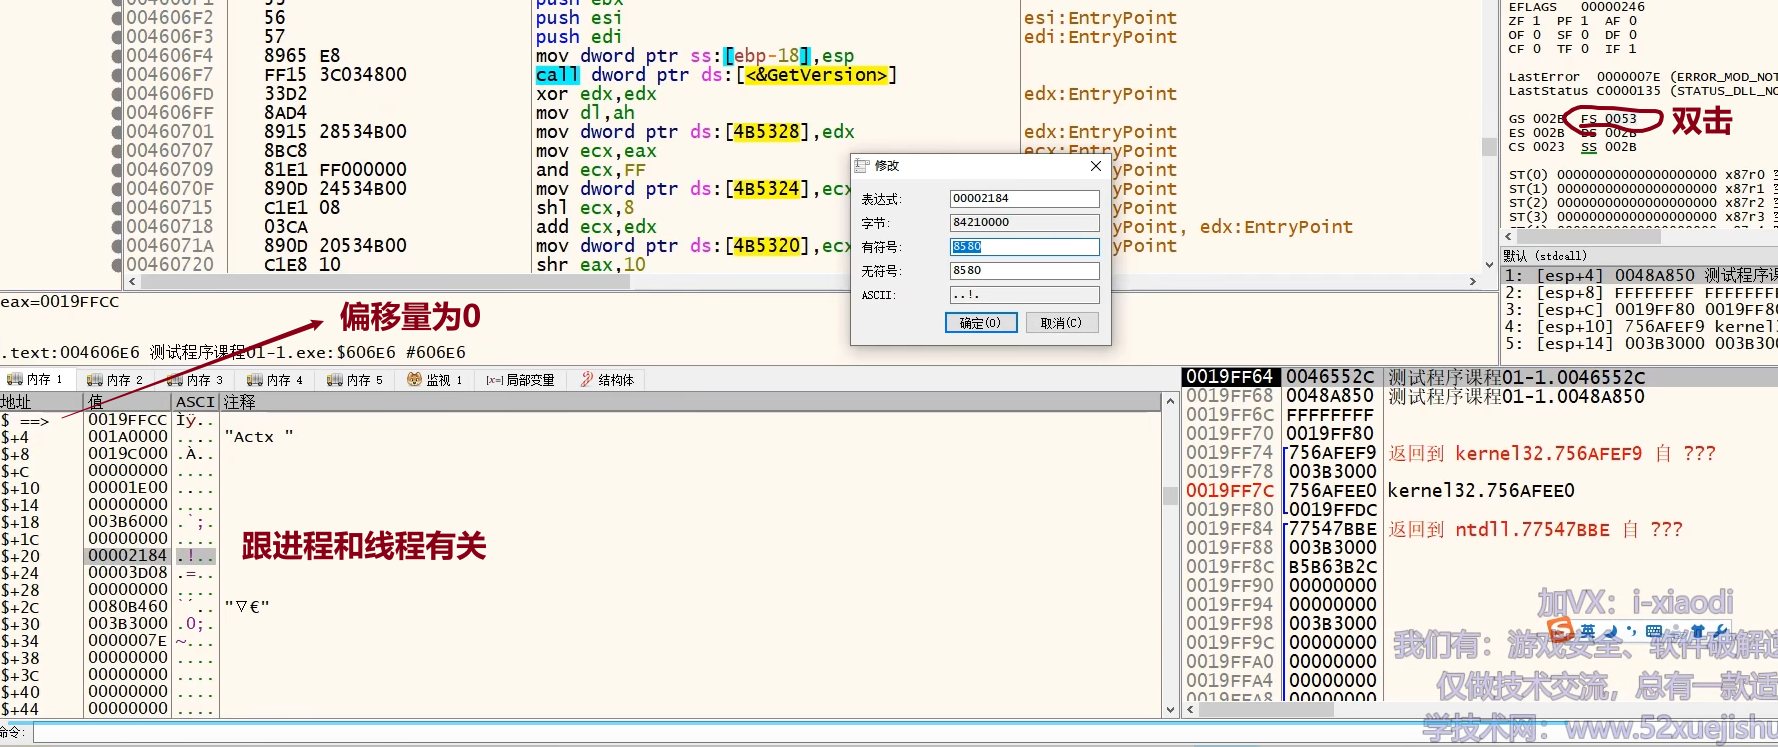 push ebx
004606F2 56 push esi esi:EntryPoint
004606F3 57 push edi edi:EntryPoint
004606F4 8965 E8 mov dword ptr ss:[ebp-18],esp
004606F7 FF15 3C034800 call dword ptr ds:[<&GetVersion>]
004606FD 33D2 xor edx,edx edx:EntryPoint
004606FF 8AD4 mov dl,ah
00460701 8915 28534B00 mov dword ptr ds:[4B5328],edx edx:EntryPoint
00460707 8BC8 mov ecx,eax ecx:EntryPoint
00460709 81E1 FF000000 and ecx,FF yPoint
0046070F 890D 24534B00 mov dword ptr ds:[4B5324],ecx yPoint
00460715 C1E1 08 shl ecx,8 yPoint
00460718 03CA add ecx,edx yPoint, edx:EntryPoint
0046071A 890D 20534B00 mov dword ptr ds:[4B5320],ecx yPoint
00460720 C1E8 10 shr eax,10
修改
表达式: 00002184
字节: 84210000
有符号: 8580
无符号: 8580
ASCII: ..!.
确定(O) 取消(C)
EFLAGS 00000246
ZF 1 PF 1 AF 0
OF 0 SF 0 DF 0
CF 0 TF 0 IF 1
LastError 0000007E (ERROR_MOD_NOT
LastStatus C0000135 (STATUS_DLL_NO
GS 002B FS 0053
双击
ES 002B DS 002B
CS 0023 SS 002B
ST(0) 00000000000000000000 x87r0
ST(1) 00000000000000000000 x87r1
ST(2) 00000000000000000000 x87r2
ST(3) 00000000000000000000 x87r3
默认 (stdcall)
1: [esp+4] 0048A850 测试程序课
2: [esp+8] FFFFFFFF FFFFFFFF
3: [esp+C] 0019FF80 0019FF80
4: [esp+10] 756AFEF9 kernel
5: [esp+14] 003B3000 003B300
eax=0019FFCC
偏移量为0
.text:004606E6 测试程序课程01-1.exe:$606E6 #606E6
内存 1 内存 2 内存 3 内存 4 内存 5 监视 1 [x=]局部变量 结构体
地址 值 ASCI 注释
$ ==> 0019FFCC Ìÿ..
$+4 001A0000 .... "Actx "
$+8 0019C000 .À..
$+C 00000000 ....
$+10 00001E00 ....
$+14 00000000 ....
$+18 003B6000 .`;.
$+1C 00000000 ....
$+20 00002184 .!..
跟进程和线程有关
$+24 00003D08 .=..
$+28 00000000 ....
$+2C 0080B460 "▽€"
$+30 003B3000 .0;.
$+34 0000007E ~...
$+38 00000000 ....
$+3C 00000000 ....
$+40 00000000 ....
$+44 00000000 ....
命令:
0019FF64 0046552C 测试程序课程01-1.0046552C
0019FF68 0048A850 测试程序课程01-1.0048A850
0019FF6C FFFFFFFF
0019FF70 0019FF80
0019FF74 756AFEF9 返回到 kernel32.756AFEF9 自 ???
0019FF78 003B3000
0019FF7C 756AFEE0 kernel32.756AFEE0
0019FF80 0019FFDC
0019FF84 77547BBE 返回到 ntdll.77547BBE 自 ???
0019FF88 003B3000
0019FF8C B5B63B2C
0019FF90 00000000
0019FF94 00000000
0019FF98 003B3000
0019FF9C 00000000
0019FFA0 00000000
0019FFA4 00000000
0019FFA8 00000000
加VX: i-xiaodi
英
我们有: 游戏安全、软件破解
仅做技术交流, 总有一款适
学技术网: www.52xuejishu